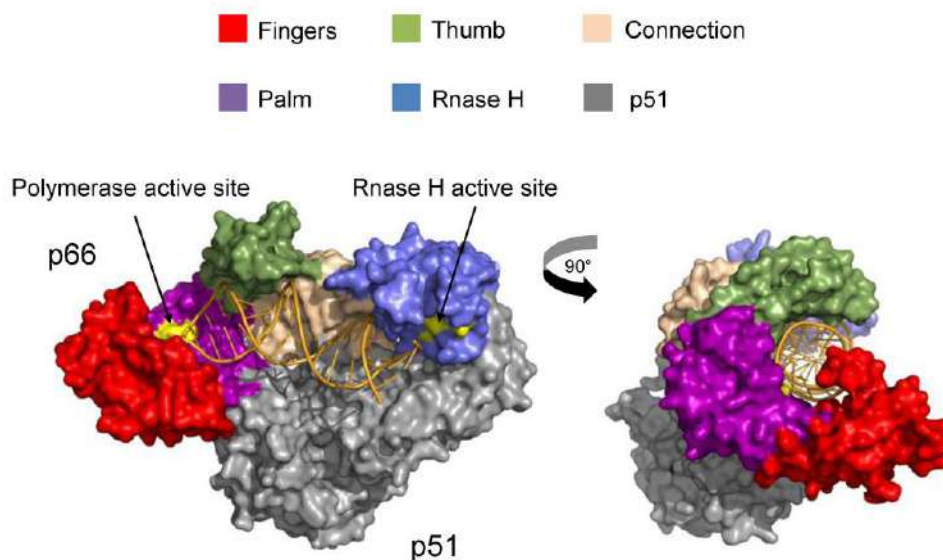 Fingers Thumb Connection
Palm Rnase H p51
Polymerase active site Rnase H active site
p66
90°
p51